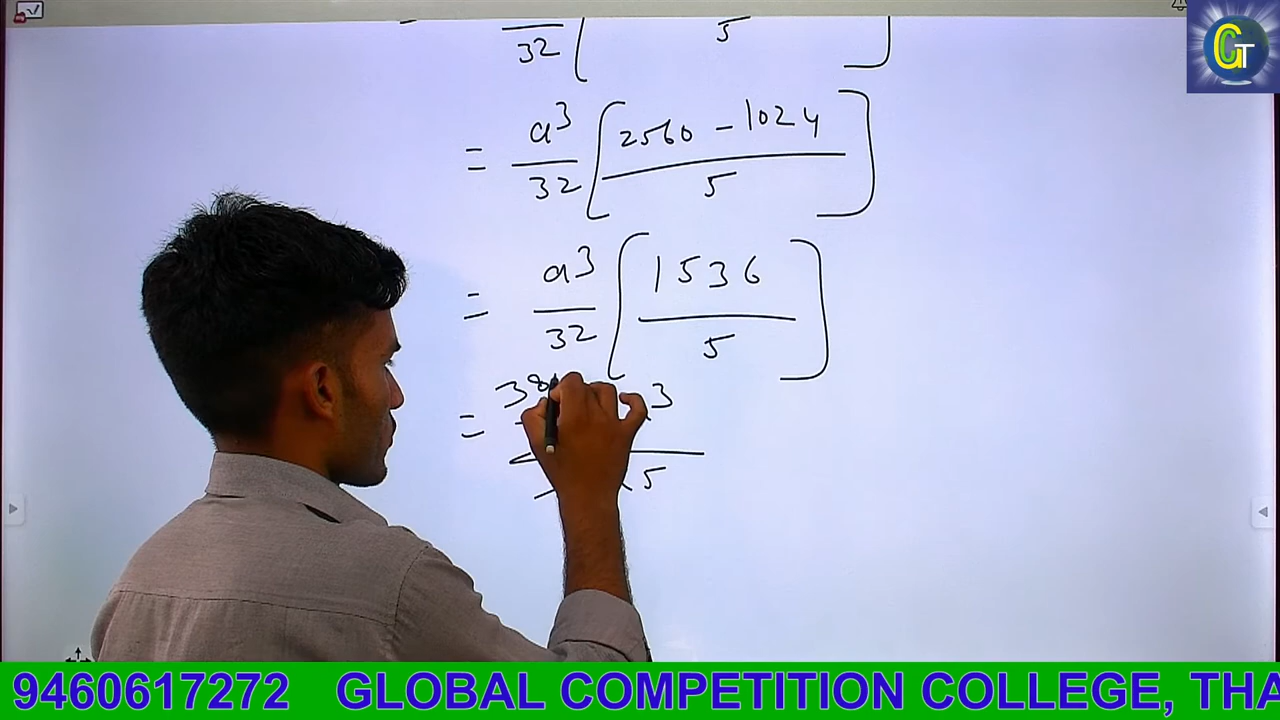 GT
= 32 [ 5 ]
= a³/32 [ 2560 - 1024 / 5 ]
= a³/32 [ 1536 / 5 ]
= 38 3
5
9460617272 GLOBAL COMPETITION COLLEGE, THA